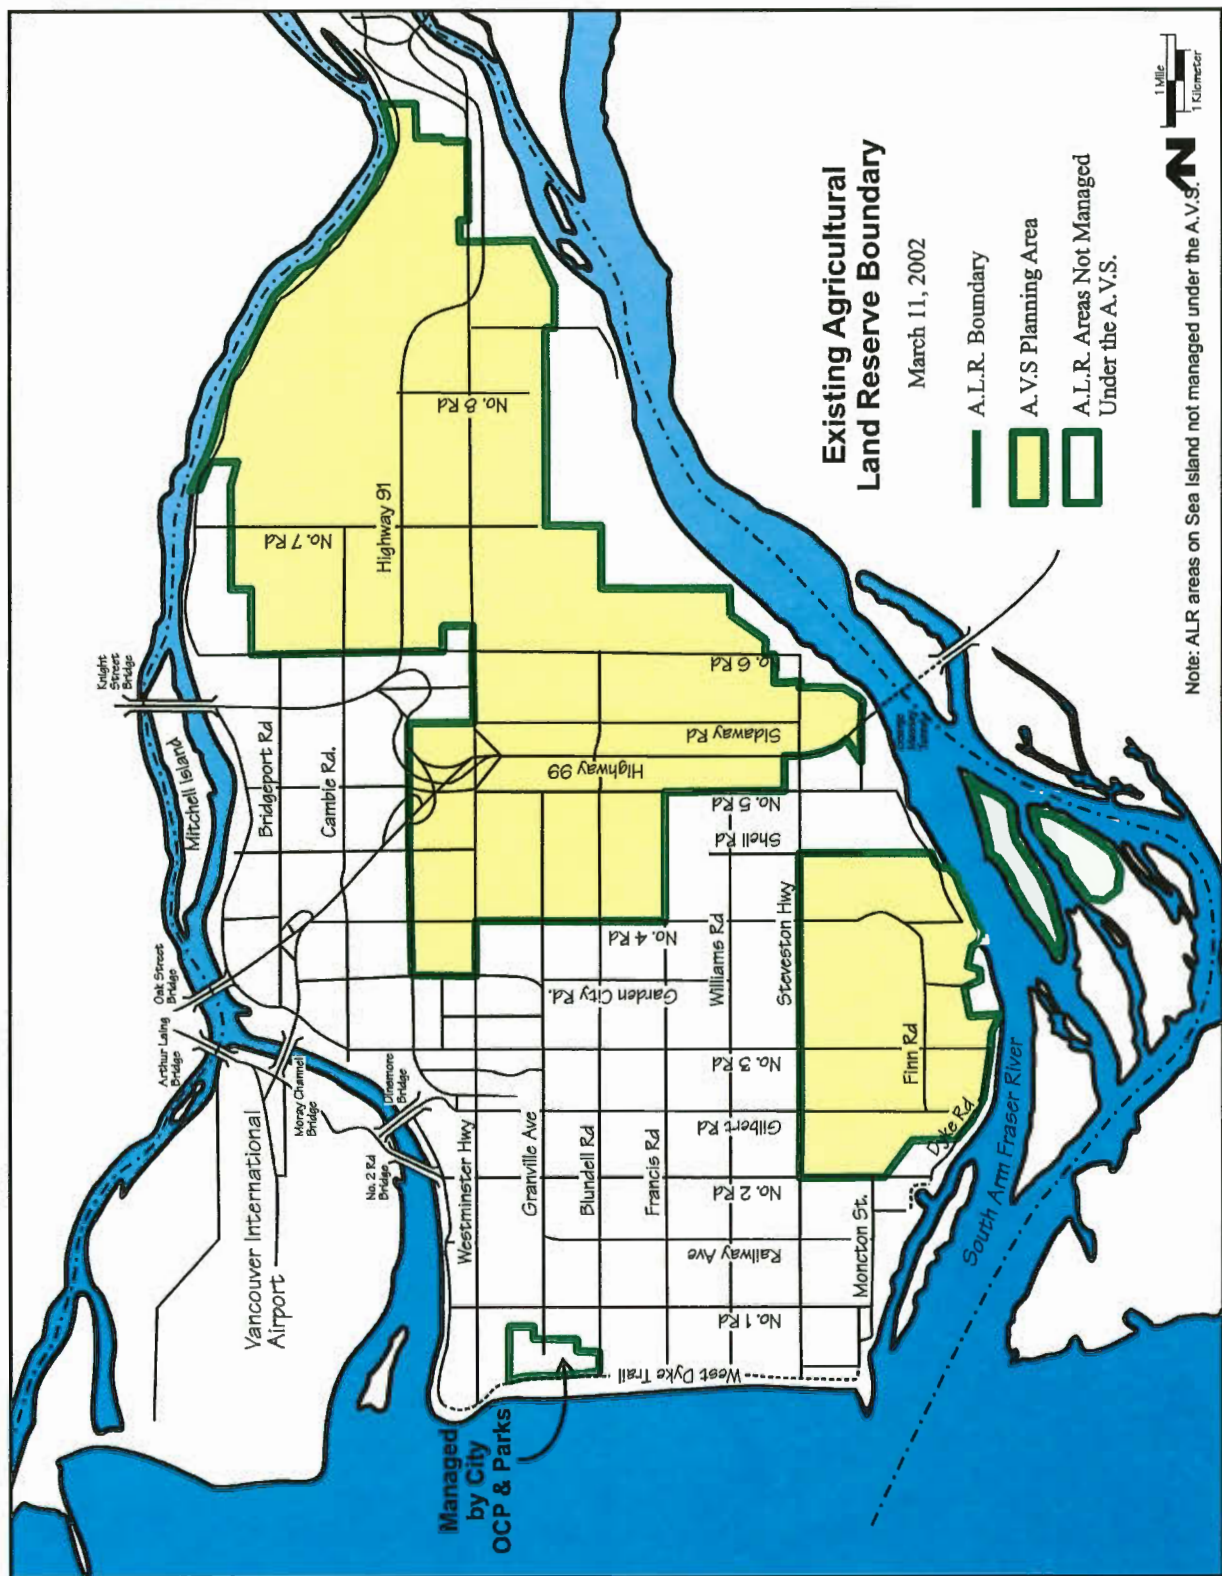 Existing Agricultural
Land Reserve Boundary
March 11, 2002
A.L.R. Boundary
A.V.S Planning Area
A.L.R. Areas Not Managed
Under the A.V.S.
Note: ALR areas on Sea Island not managed under the A.V.S.
N
1 Mile
1 Kilometer
Knight
Street
Bridge
Mitchell Island
Oak Street
Bridge
Arthur Laing
Bridge
Moray Channel
Bridge
Dinsmore
Bridge
No. 2 Rd
Bridge
Vancouver International
Airport
Bridgeport Rd
Cambie Rd.
Highway 91
No. 8 Rd
No. 7 Rd
No. 6 Rd
Sidaway Rd
Highway 99
No. 5 Rd
Shell Rd
No. 4 Rd
Garden City Rd.
No. 3 Rd
Gilbert Rd
No. 2 Rd
Railway Ave
No. 1 Rd
West Dyke Trail
Westminster Hwy
Granville Ave
Blundell Rd
Francis Rd
Williams Rd
Steveston Hwy
Finn Rd
Dyke Rd
Moncton St.
South Arm Fraser River
George
Massey
Tunnel
Managed
by City
OCP & Parks